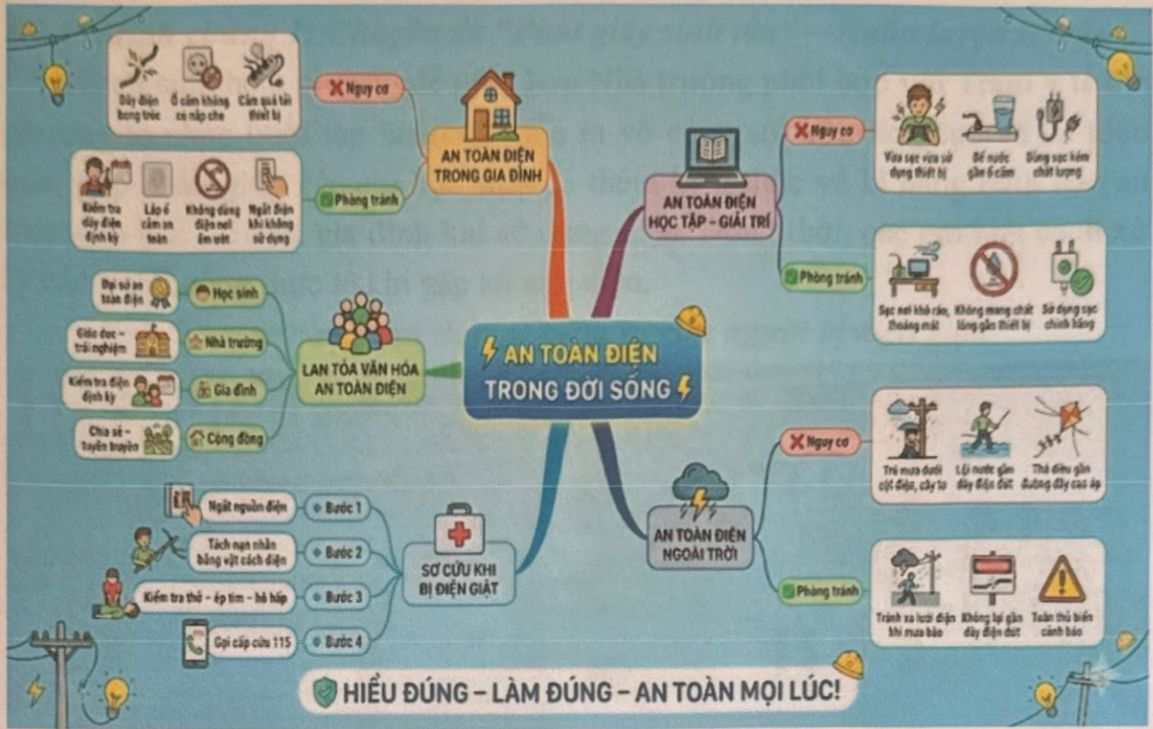 Dây điện
bong tróc
Ổ cắm không
có nắp che
Cắm quá tải
thiết bị
Nguy cơ
AN TOÀN ĐIỆN
TRONG GIA ĐÌNH
Kiểm tra
dây điện
định kỳ
Lắp ổ
cắm an
toàn
Không dùng
điện nơi
ẩm ướt
Ngắt điện
khi không
sử dụng
Phòng tránh
AN TOÀN ĐIỆN
HỌC TẬP - GIẢI TRÍ
Nguy cơ
Vừa sạc vừa sử
dụng thiết bị
Để nước
gần ổ cắm
Dùng sạc kém
chất lượng
Phòng tránh
Sạc nơi khô ráo,
thoáng mát
Không mang chất
lỏng gần thiết bị
Sử dụng sạc
chính hãng
AN TOÀN ĐIỆN
TRONG ĐỜI SỐNG
LAN TỎA VĂN HÓA
AN TOÀN ĐIỆN
Học sinh
Đại sứ an
toàn điện
Nhà trường
Giáo dục -
trải nghiệm
Gia đình
Kiểm tra điện
định kỳ
Cộng đồng
Chia sẻ -
tuyên truyền
AN TOÀN ĐIỆN
NGOÀI TRỜI
Nguy cơ
Trú mưa dưới
cột điện, cây to
Lội nước gần
dây điện đứt
Thả diều gần
đường dây cao áp
Phòng tránh
Tránh xa lưới điện
khi mưa bão
Không lại gần
dây điện đứt
Tuân thủ biển
cảnh báo
SƠ CỨU KHI
BỊ ĐIỆN GIẬT
Bước 1
Ngắt nguồn điện
Bước 2
Tách nạn nhân
bằng vật cách điện
Bước 3
Kiểm tra thở - ép tim - hô hấp
Bước 4
Gọi cấp cứu 115
HIỂU ĐÚNG – LÀM ĐÚNG – AN TOÀN MỌI LÚC!